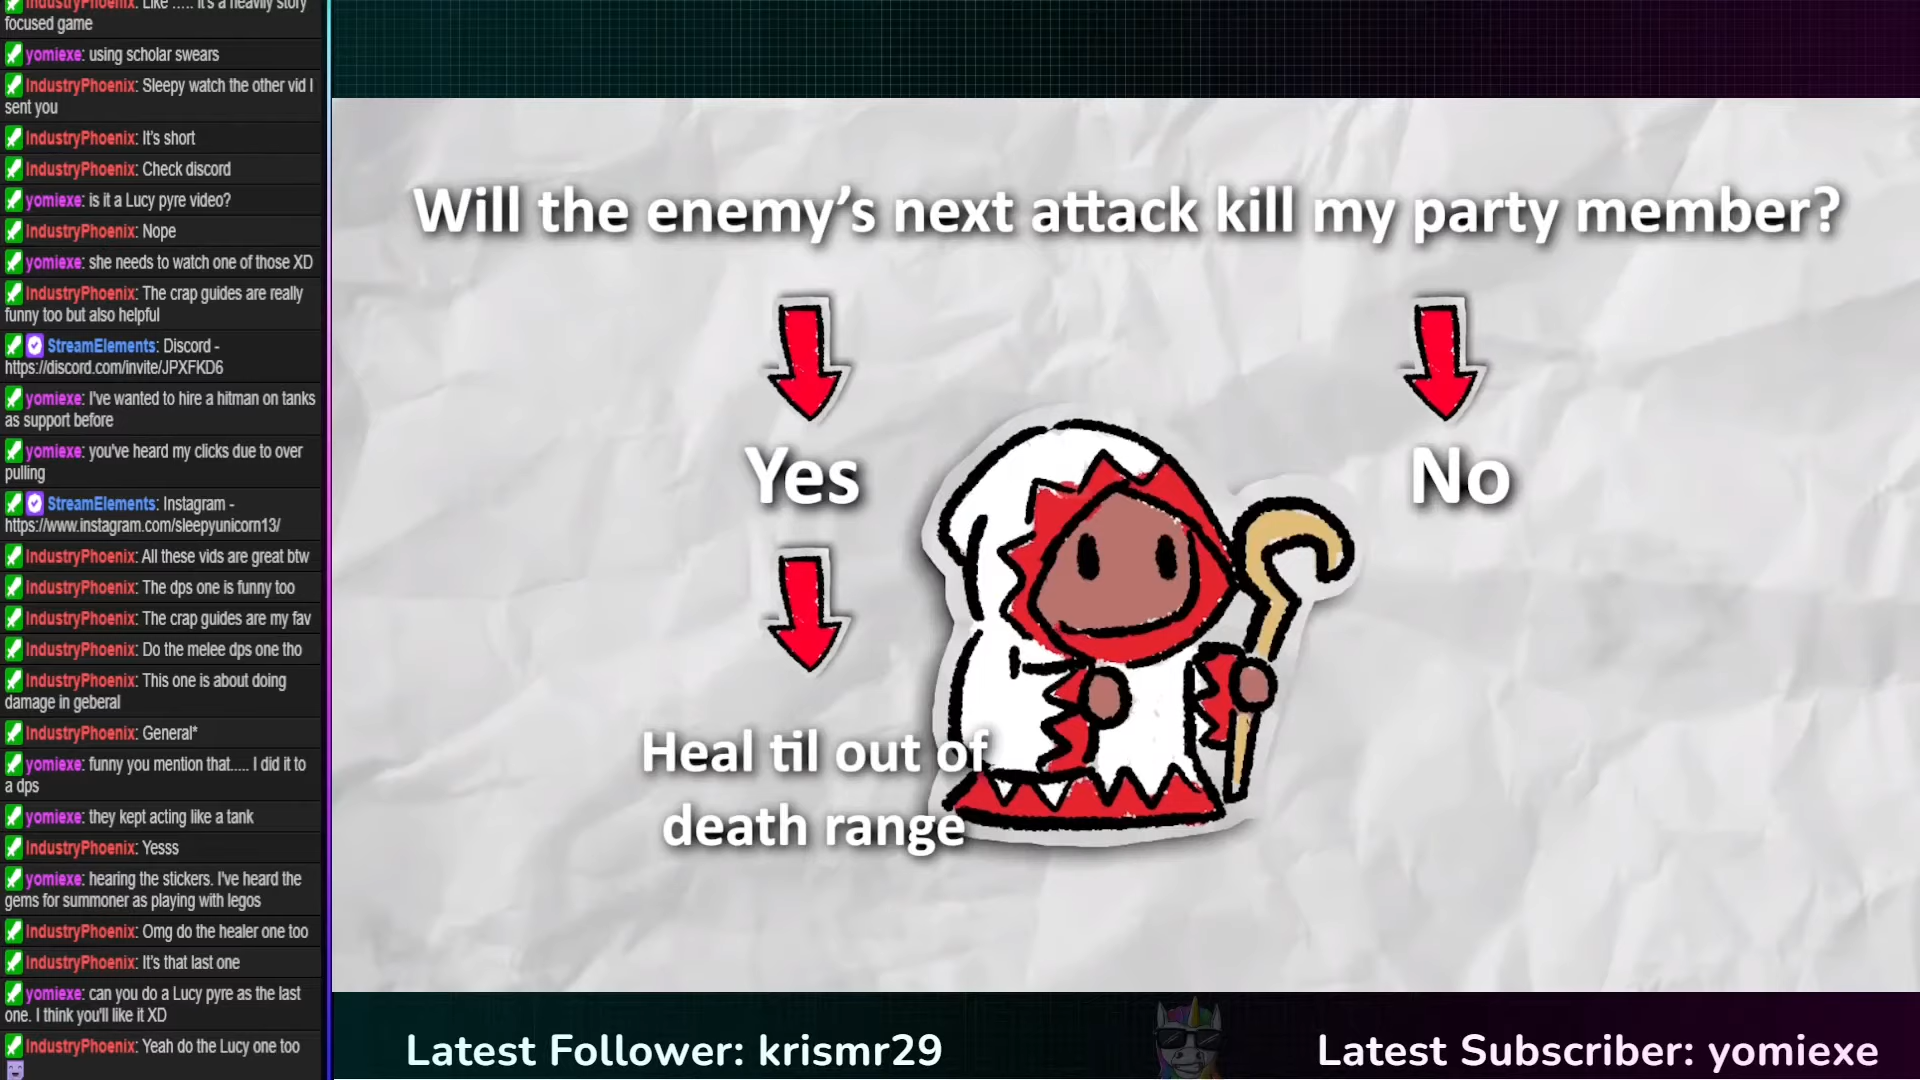 IndustryPhoenix: Like ..... it's a heavily story
focused game
yomiexe: using scholar swears
IndustryPhoenix: Sleepy watch the other vid I
sent you
IndustryPhoenix: It's short
IndustryPhoenix: Check discord
yomiexe: is it a Lucy pyre video?
IndustryPhoenix: Nope
yomiexe: she needs to watch one of those XD
IndustryPhoenix: The crap guides are really
funny too but also helpful
StreamElements: Discord -
https://discord.com/invite/JPXFKD6
yomiexe: I've wanted to hire a hitman on tanks
as support before
yomiexe: you've heard my clicks due to over
pulling
StreamElements: Instagram -
https://www.instagram.com/sleepyunicorn13/
IndustryPhoenix: All these vids are great btw
IndustryPhoenix: The dps one is funny too
IndustryPhoenix: The crap guides are my fav
IndustryPhoenix: Do the melee dps one tho
IndustryPhoenix: This one is about doing
damage in geberal
IndustryPhoenix: General*
yomiexe: funny you mention that..... I did it to
a dps
yomiexe: they kept acting like a tank
IndustryPhoenix: Yesss
yomiexe: hearing the stickers. I've heard the
gems for summoner as playing with legos
IndustryPhoenix: Omg do the healer one too
IndustryPhoenix: It's that last one
yomiexe: can you do a Lucy pyre as the last
one. I think you'll like it XD
IndustryPhoenix: Yeah do the Lucy one too
Will the enemy's next attack kill my party member?
Yes
No
Heal til out of
death range
Latest Follower: krismr29
Latest Subscriber: yomiexe